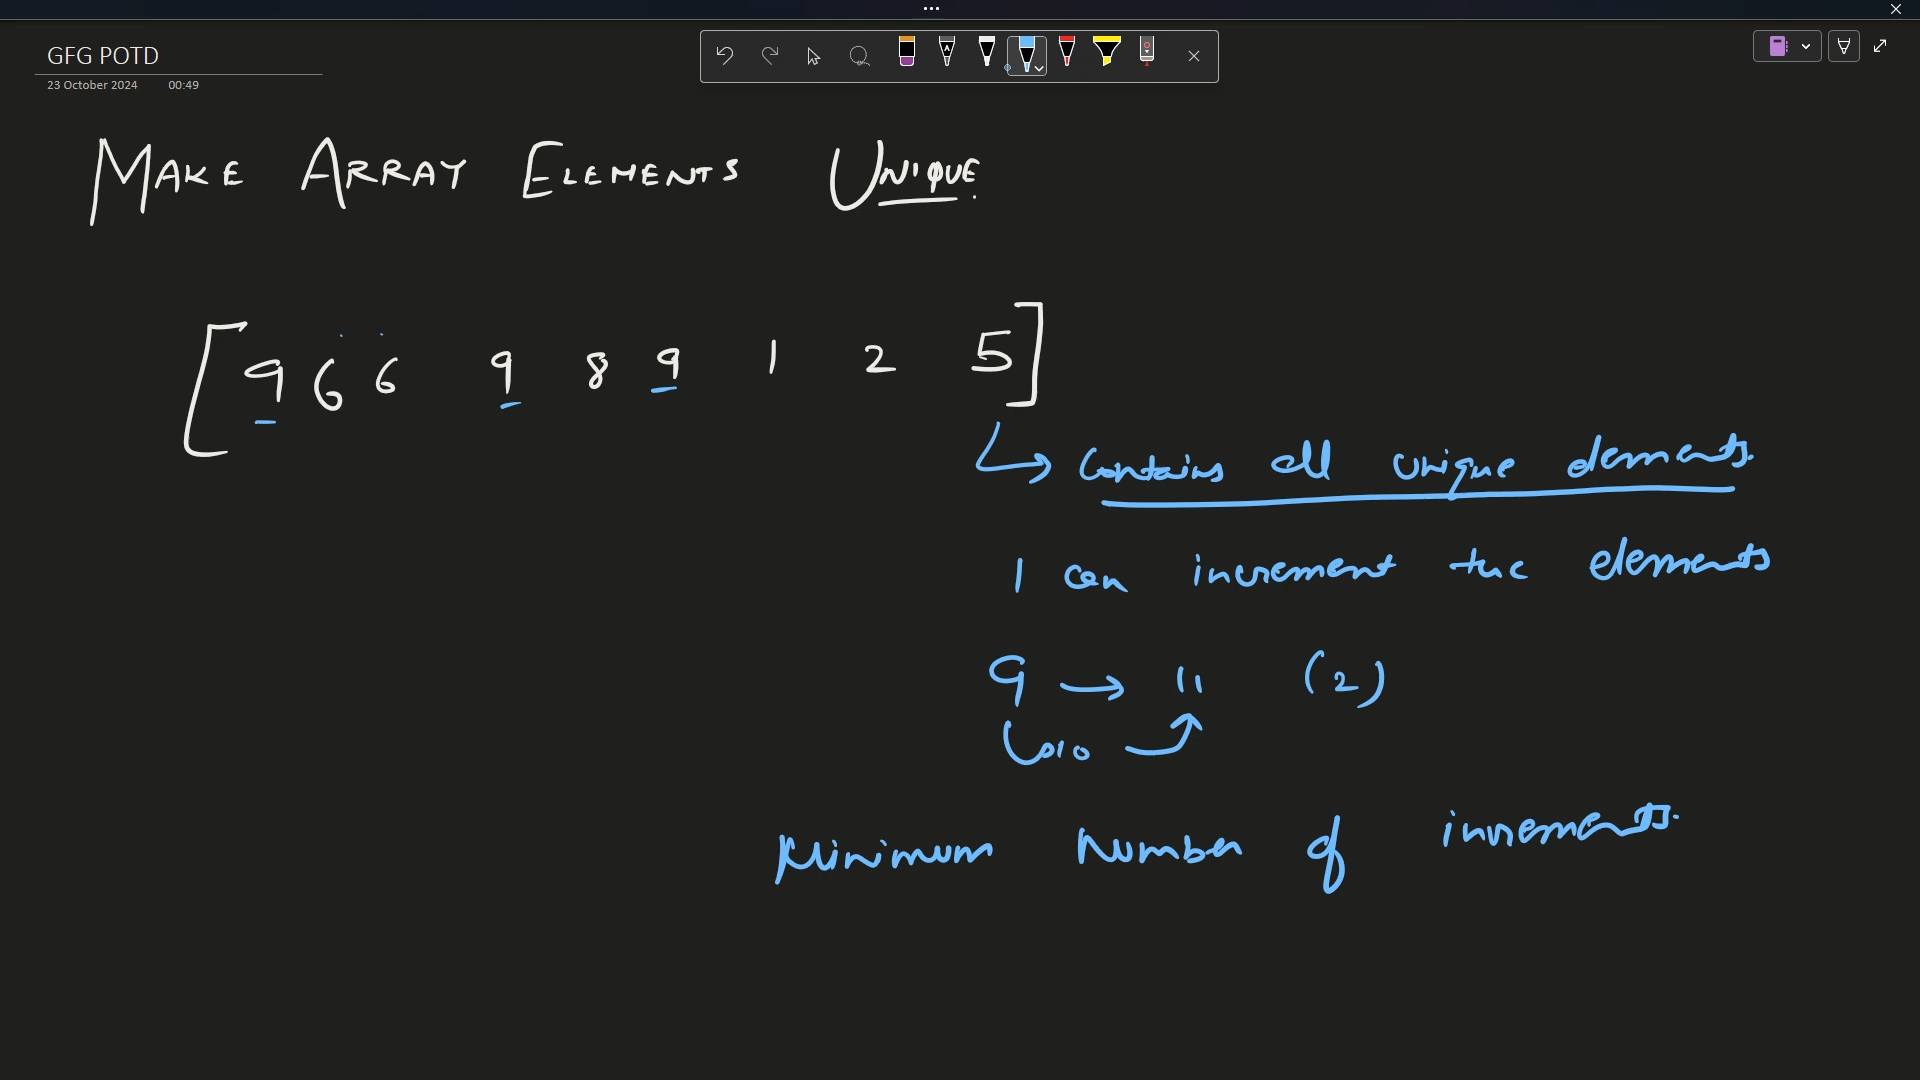 GFG POTD
23 October 2024 00:49
MAKE ARRAY ELEMENTS UNIQUE.
[9 6 6 9 8 9 1 2 5]
↳ Contains all unique elements.
I can increment the elements
9 → 11 (2)
↳ 10 → 
Minimum Number of increments.